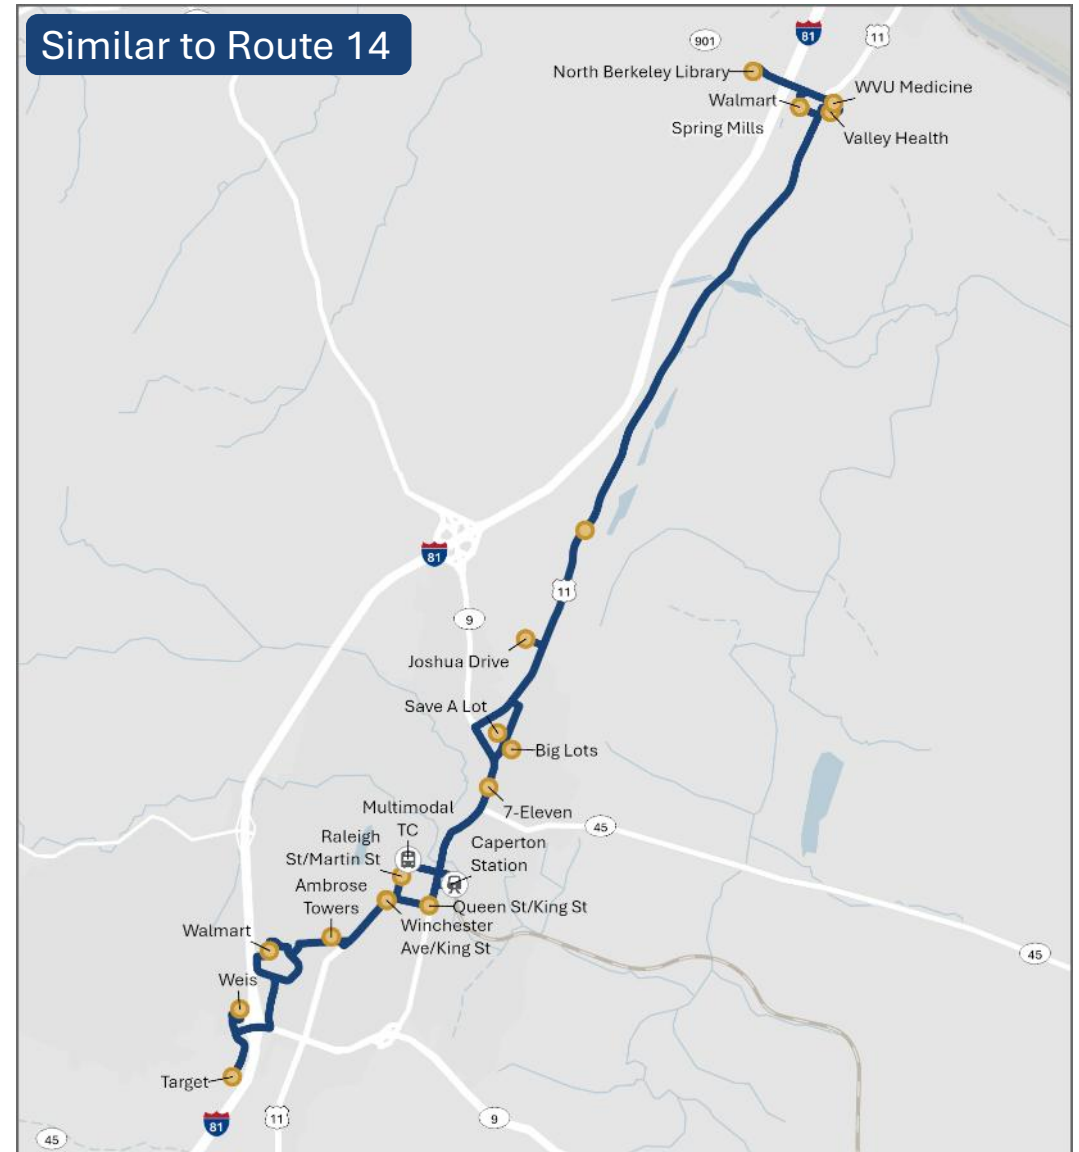 Similar to Route 14
901
81
11
North Berkeley Library
WVU Medicine
Walmart
Spring Mills
Valley Health
81
11
9
Joshua Drive
Save A Lot
Big Lots
7-Eleven
Multimodal
TC
45
Raleigh
St/Martin St
Caperton
Station
Ambrose
Towers
Queen St/King St
Winchester
Ave/King St
Walmart
45
Weis
Target
81
11
9
45